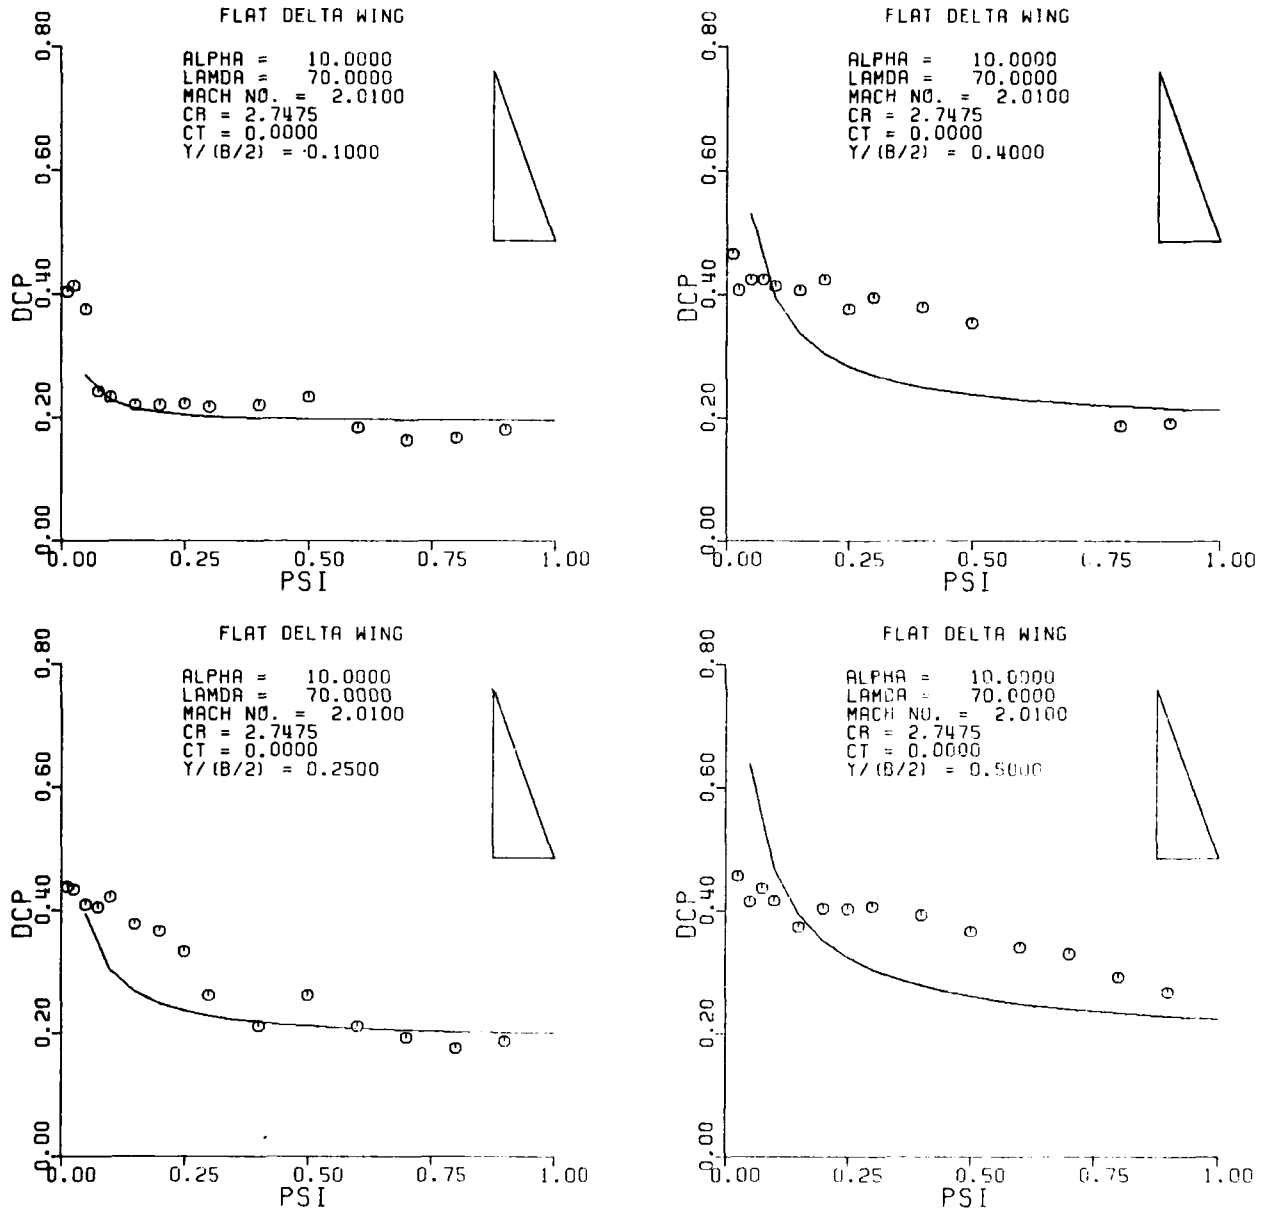 FLAT DELTA WING
ALPHA = 10.0000
LAMDA = 70.0000
MACH NO. = 2.0100
CR = 2.7475
CT = 0.0000
Y/(B/2) = 0.1000
DCP
0.80
0.60
0.40
0.20
0.00
0.00 0.25 0.50 0.75 1.00
PSI
FLAT DELTA WING
ALPHA = 10.0000
LAMDA = 70.0000
MACH NO. = 2.0100
CR = 2.7475
CT = 0.0000
Y/(B/2) = 0.4000
DCP
0.80
0.60
0.40
0.20
0.00
0.00 0.25 0.50 0.75 1.00
PSI
FLAT DELTA WING
ALPHA = 10.0000
LAMDA = 70.0000
MACH NO. = 2.0100
CR = 2.7475
CT = 0.0000
Y/(B/2) = 0.2500
DCP
0.80
0.60
0.40
0.20
0.00
0.00 0.25 0.50 0.75 1.00
PSI
FLAT DELTA WING
ALPHA = 10.0000
LAMDA = 70.0000
MACH NO. = 2.0100
CR = 2.7475
CT = 0.0000
Y/(B/2) = 0.5000
DCP
0.80
0.60
0.40
0.20
0.00
0.00 0.25 0.50 0.75 1.00
PSI